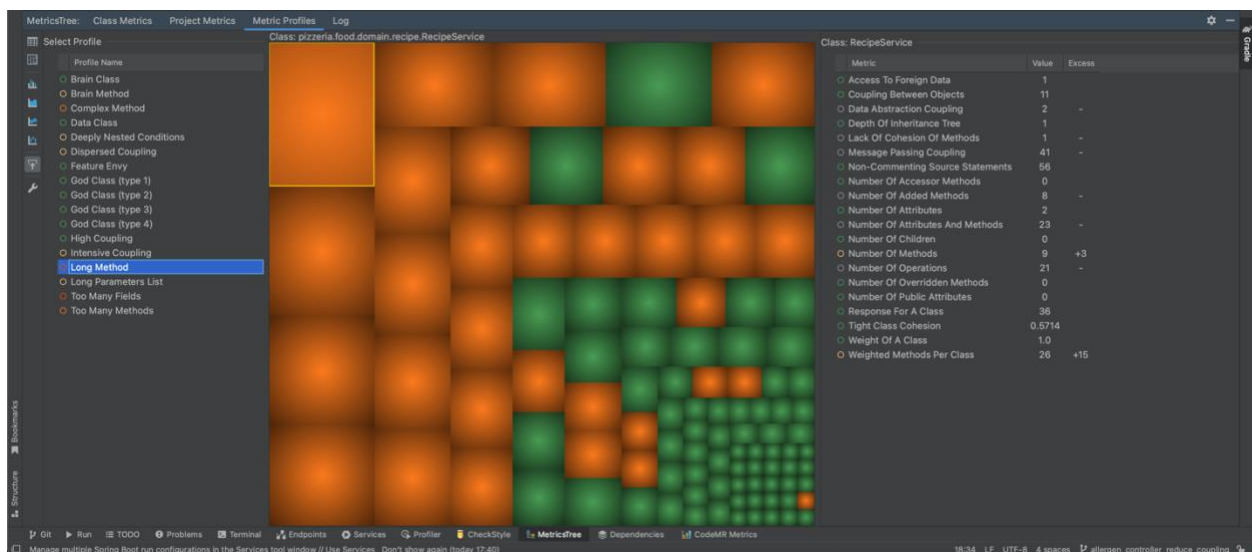 MetricsTree: Class Metrics Project Metrics Metric Profiles Log
Select Profile
Class: pizzeria.food.domain.recipe.RecipeService
Class: RecipeService
Gradle
Profile Name
Brain Class
Brain Method
Complex Method
Data Class
Deeply Nested Conditions
Dispersed Coupling
Feature Envy
God Class (type 1)
God Class (type 2)
God Class (type 3)
God Class (type 4)
High Coupling
Intensive Coupling
Long Method
Long Parameters List
Too Many Fields
Too Many Methods
Metric Value Excess
Access To Foreign Data 1
Coupling Between Objects 11
Data Abstraction Coupling 2 -
Depth Of Inheritance Tree 1
Lack Of Cohesion Of Methods 1 -
Message Passing Coupling 41 -
Non-Commenting Source Statements 56
Number Of Accessor Methods 0
Number Of Added Methods 8 -
Number Of Attributes 2
Number Of Attributes And Methods 23 -
Number Of Children 0
Number Of Methods 9 +3
Number Of Operations 21 -
Number Of Overridden Methods 0
Number Of Public Attributes 0
Response For A Class 36
Tight Class Cohesion 0.5714
Weight Of A Class 1.0
Weighted Methods Per Class 26 +15
Bookmarks
Structure
Git Run TODO Problems Terminal Endpoints Services Profiler CheckStyle MetricsTree Dependencies CodeMR Metrics
Manage multiple Spring Boot run configurations in the Services tool window // Use Services Don't show again (today 17:40) 18:34 LF UTF-8 4 spaces allergen_controller_reduce_coupling